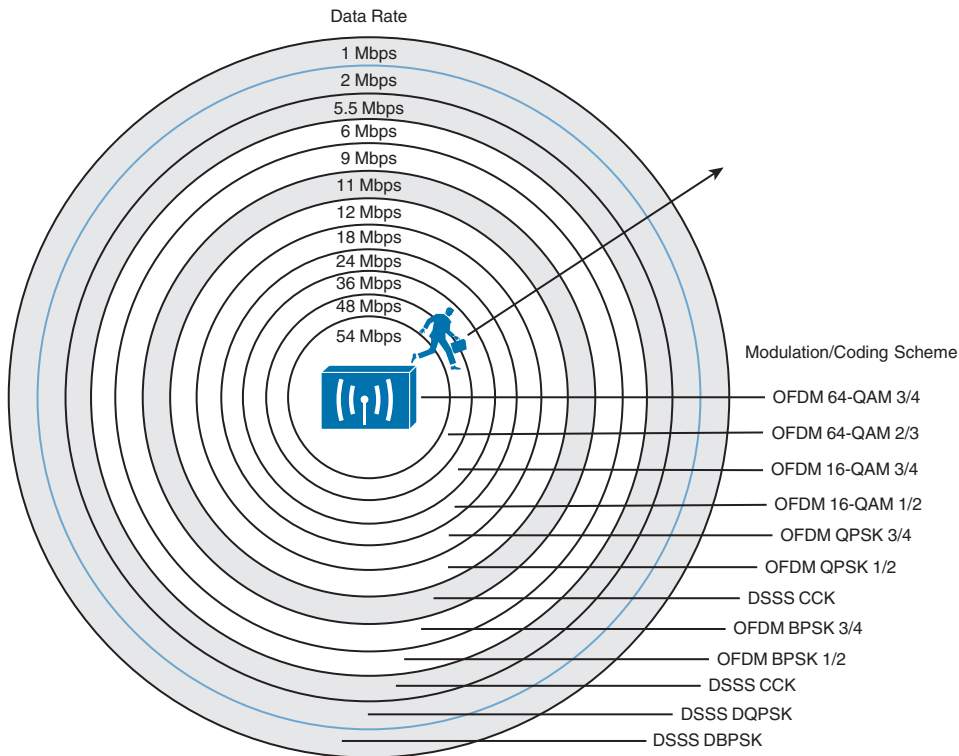 Data Rate
1 Mbps
2 Mbps
5.5 Mbps
6 Mbps
9 Mbps
11 Mbps
12 Mbps
18 Mbps
24 Mbps
36 Mbps
48 Mbps
54 Mbps
Modulation/Coding Scheme
OFDM 64-QAM 3/4
OFDM 64-QAM 2/3
OFDM 16-QAM 3/4
OFDM 16-QAM 1/2
OFDM QPSK 3/4
OFDM QPSK 1/2
DSSS CCK
OFDM BPSK 3/4
OFDM BPSK 1/2
DSSS CCK
DSSS DQPSK
DSSS DBPSK